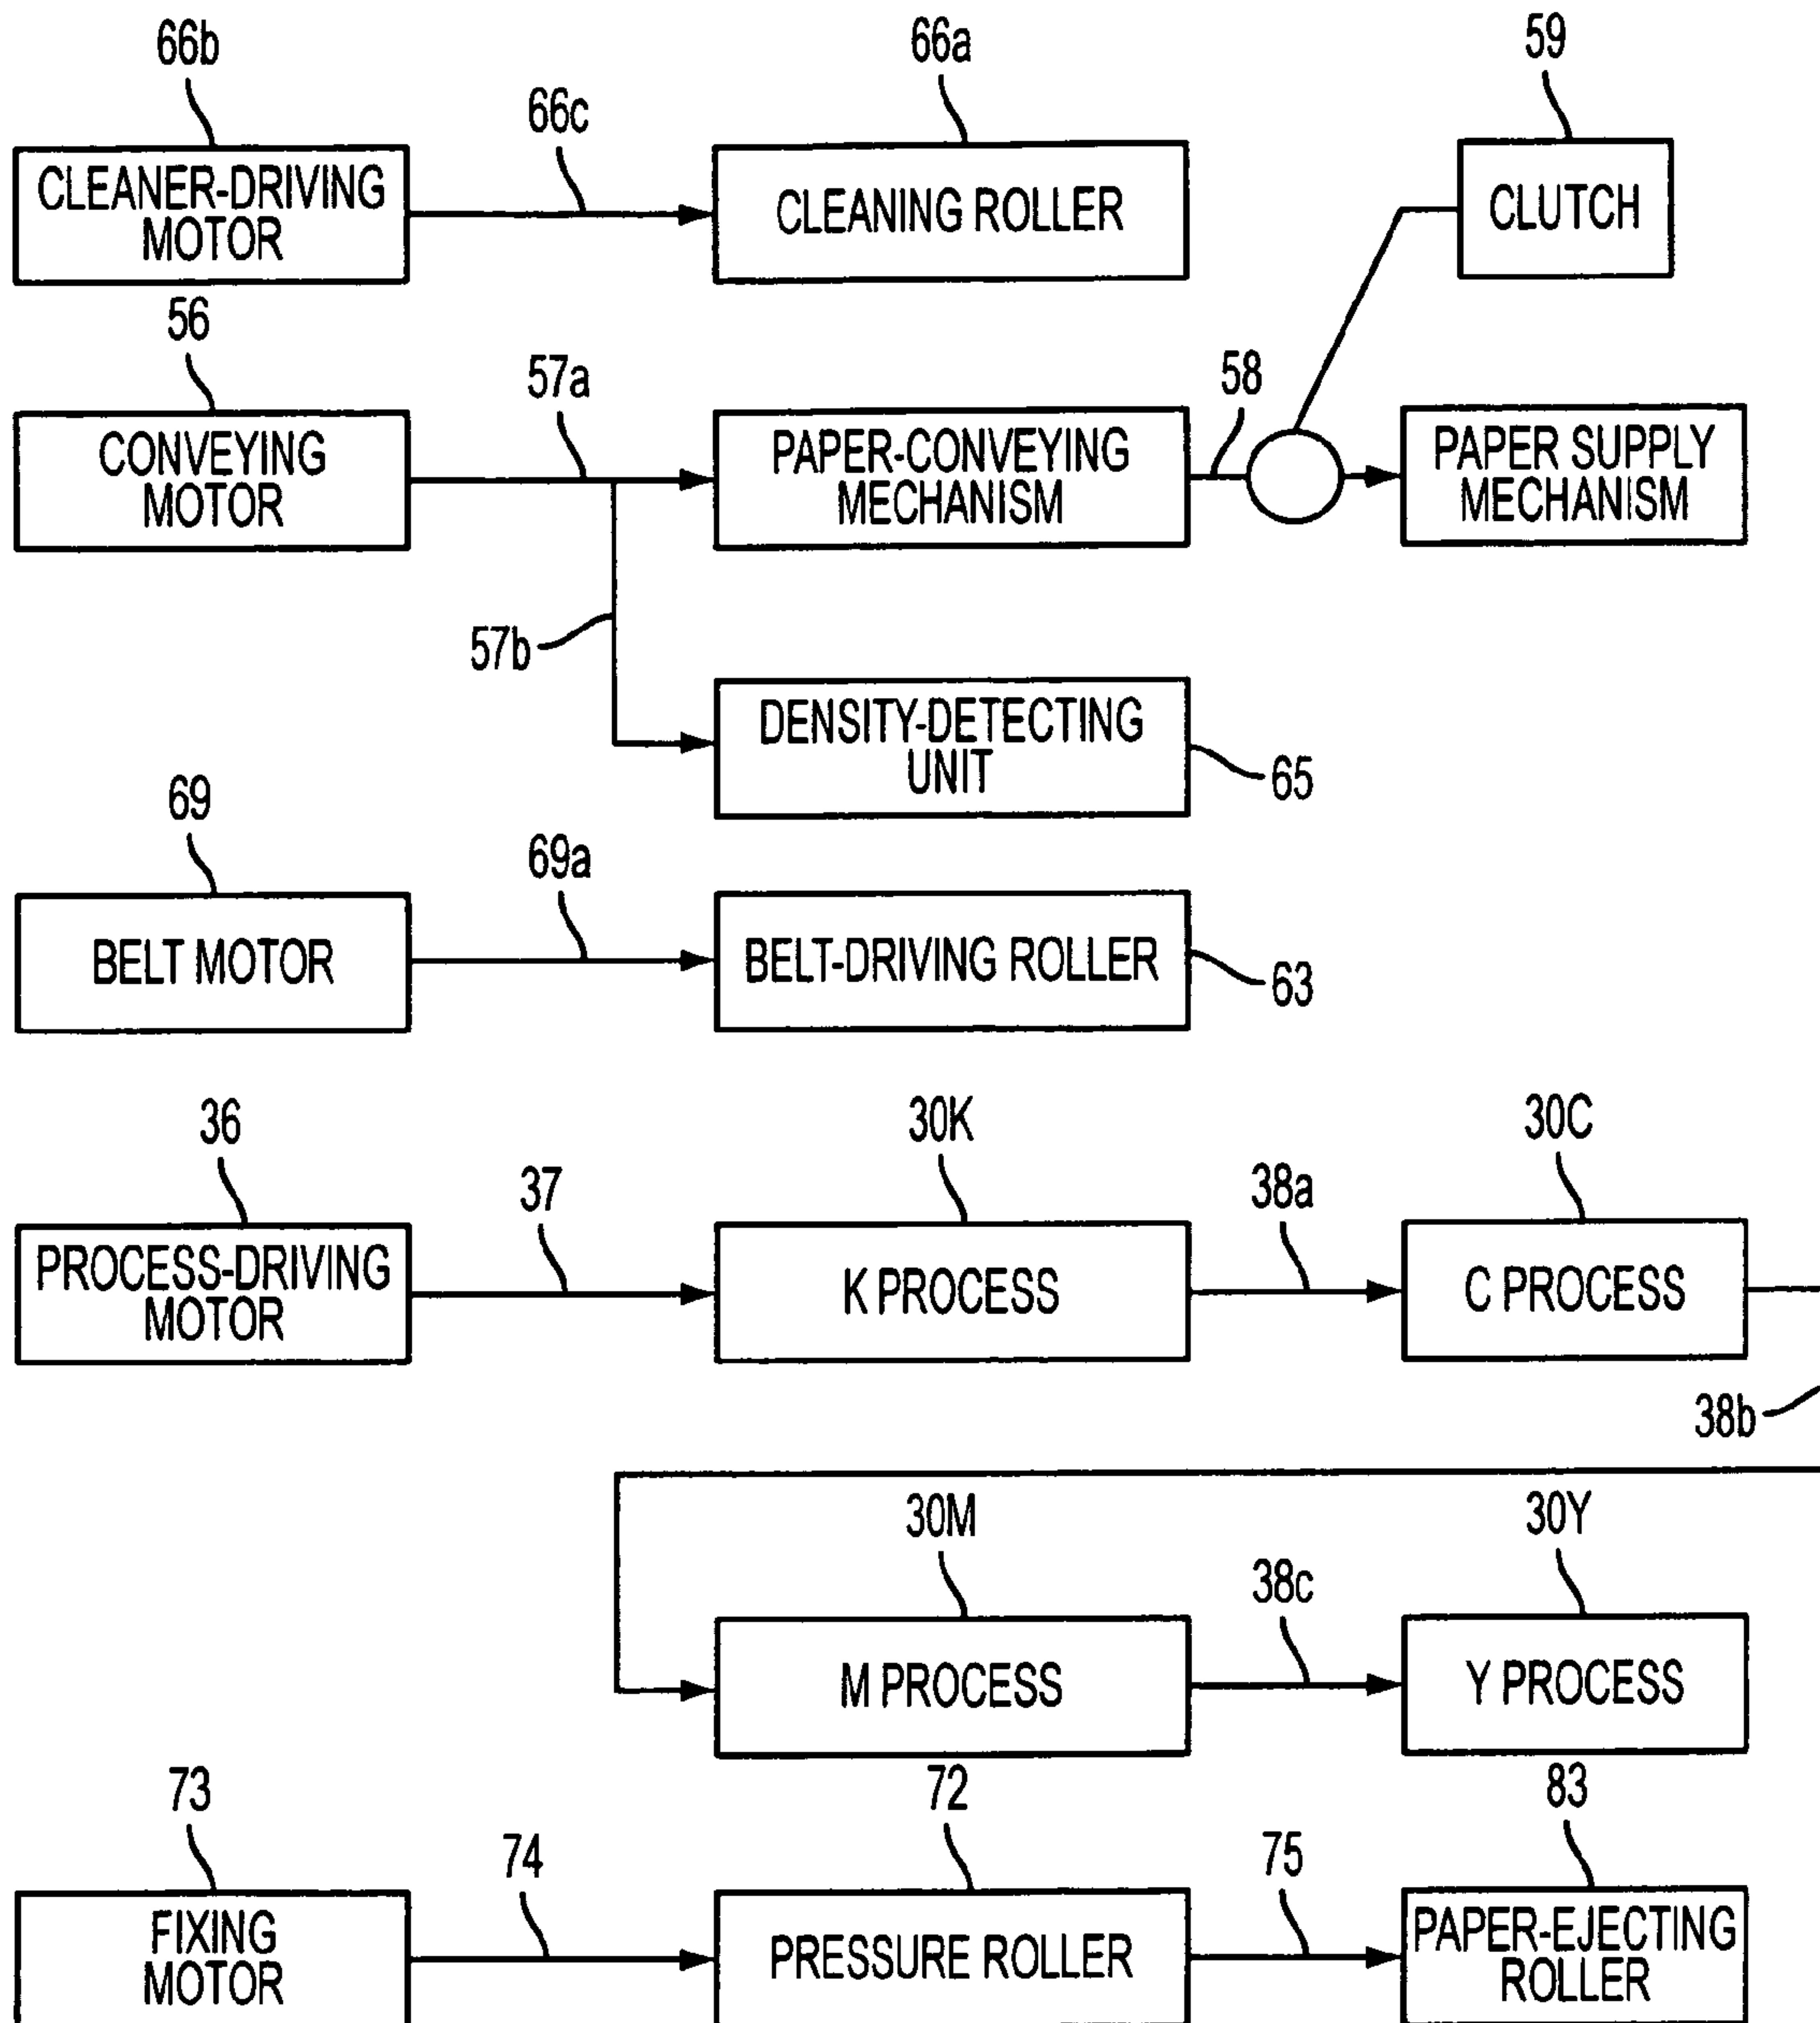 66b
66a
59
66c
CLEANER-DRIVING
MOTOR
CLEANING ROLLER
CLUTCH
56
57a
58
CONVEYING
MOTOR
PAPER-CONVEYING
MECHANISM
PAPER SUPPLY
MECHANISM
57b
DENSITY-DETECTING
UNIT
65
69
69a
BELT MOTOR
BELT-DRIVING ROLLER
63
36
30K
30C
37
38a
PROCESS-DRIVING
MOTOR
K PROCESS
C PROCESS
38b
30M
30Y
38c
M PROCESS
Y PROCESS
73
72
83
74
75
FIXING
MOTOR
PRESSURE ROLLER
PAPER-EJECTING
ROLLER